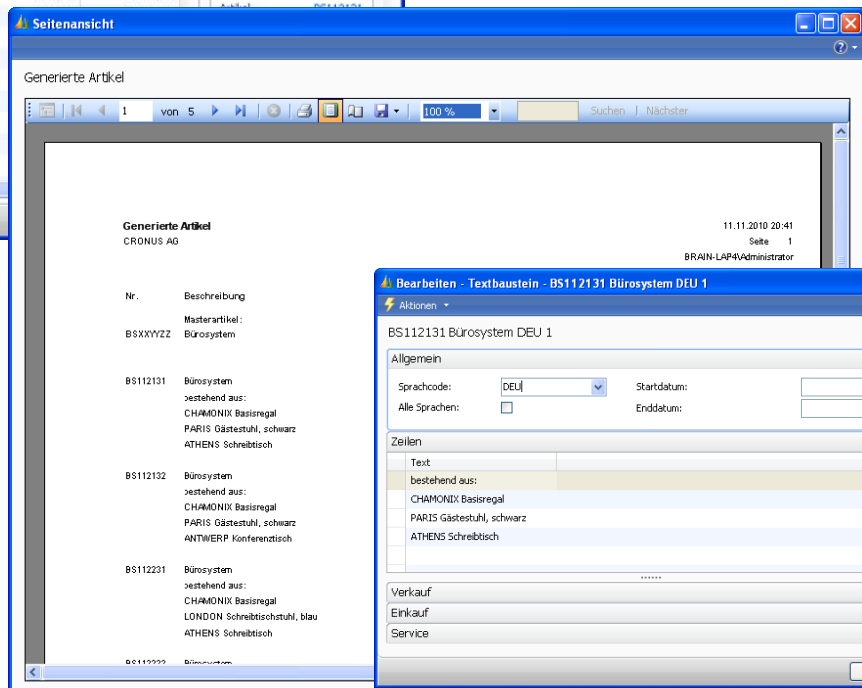 Artikel BS112131
Seitenansicht
Generierte Artikel
1 von 5 100 % Suchen | Nächster
Generierte Artikel 11.11.2010 20:41
CRONUS AG Seite 1
BRAIN-LAP4\Administrator
Nr. Beschreibung
Masterartikel:
BSXXYYZZ Bürosystem
BS112131 Bürosystem
bestehend aus:
CHAMONIX Basisregal
PARIS Gästestuhl, schwarz
ATHENS Schreibtisch
BS112132 Bürosystem
bestehend aus:
CHAMONIX Basisregal
PARIS Gästestuhl, schwarz
ANTWERP Konferenztisch
BS112231 Bürosystem
bestehend aus:
CHAMONIX Basisregal
LONDON Schreibtischstuhl, blau
ATHENS Schreibtisch
Bürosystem
Bearbeiten - Textbaustein - BS112131 Bürosystem DEU 1
Aktionen
BS112131 Bürosystem DEU 1
Allgemein
Sprachcode: DEU Startdatum:
Alle Sprachen: Enddatum:
Zeilen
Text
bestehend aus:
CHAMONIX Basisregal
PARIS Gästestuhl, schwarz
ATHENS Schreibtisch
Verkauf
Einkauf
Service